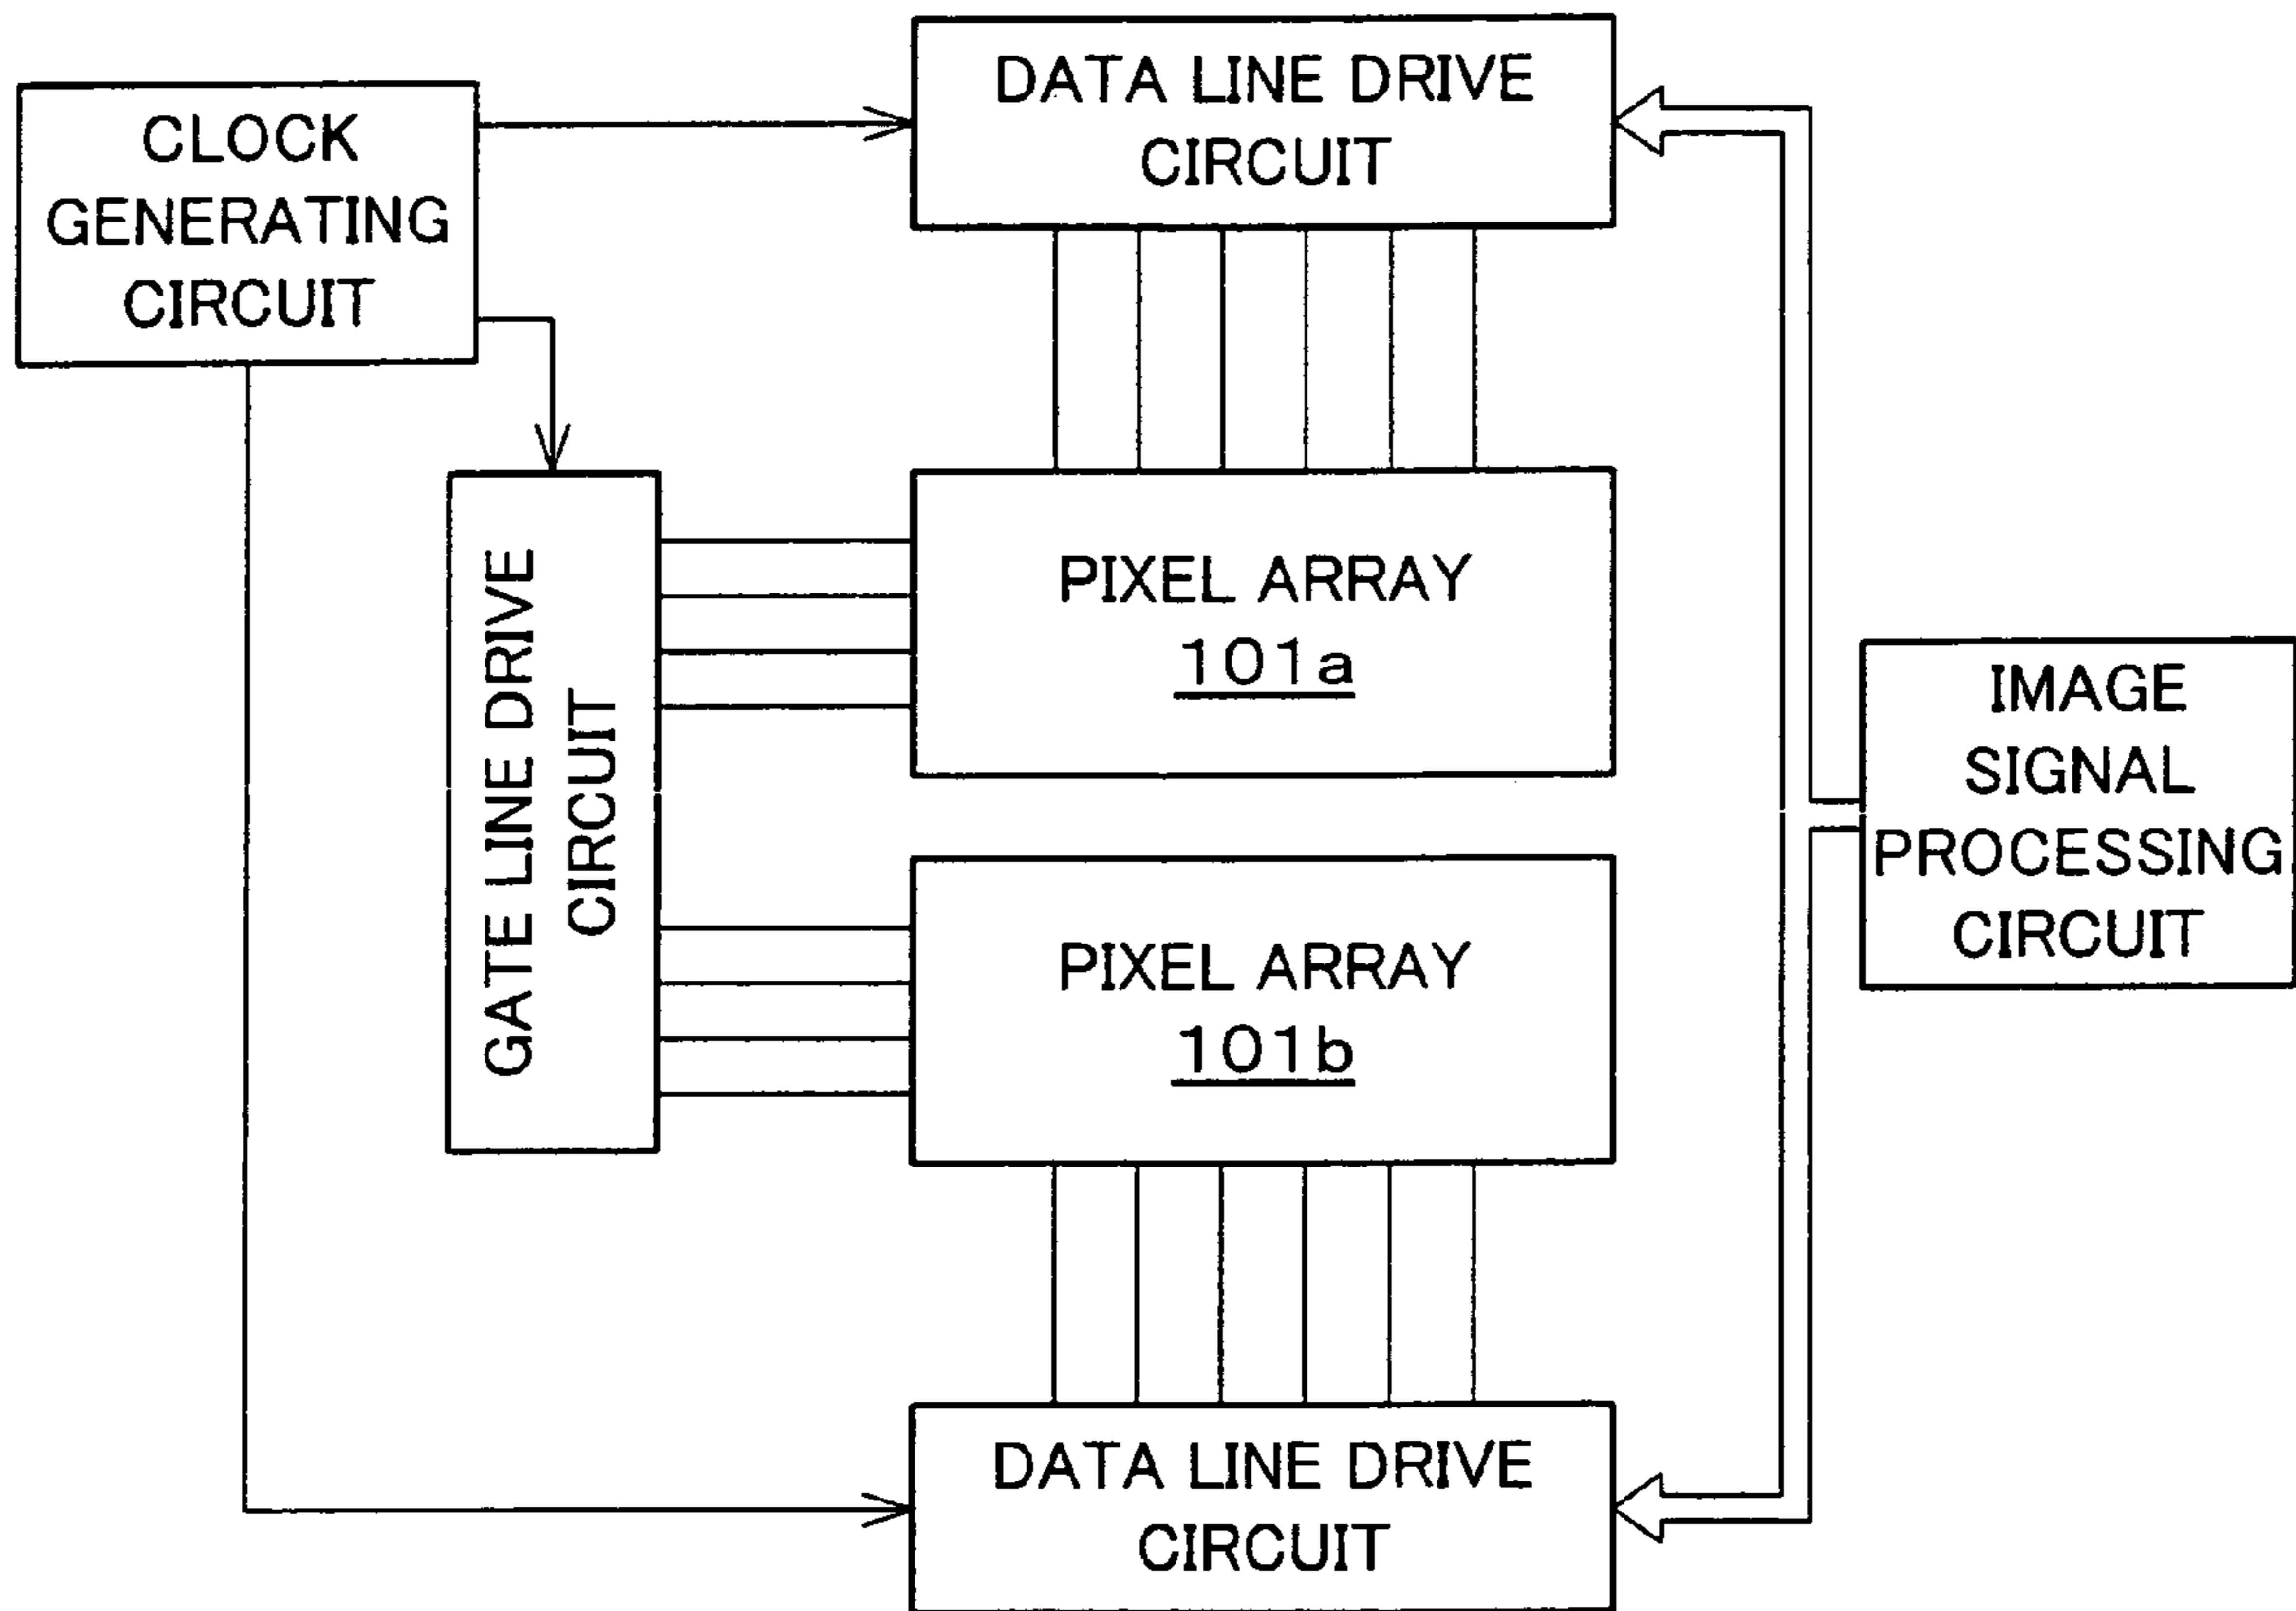 DATA LINE DRIVE
CIRCUIT
CLOCK
GENERATING
CIRCUIT
GATE LINE DRIVE
CIRCUIT
PIXEL ARRAY
101a
IMAGE
SIGNAL
PROCESSING
CIRCUIT
PIXEL ARRAY
101b
DATA LINE DRIVE
CIRCUIT